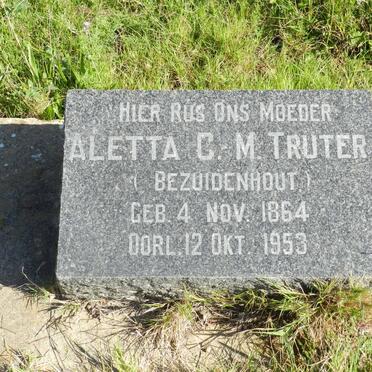 HIER RUS ONS MOEDER
ALETTA C. M. TRUTER
( BEZUIDENHOUT )
GEB. 4 NOV. 1864
OORL. 12 OKT. 1953